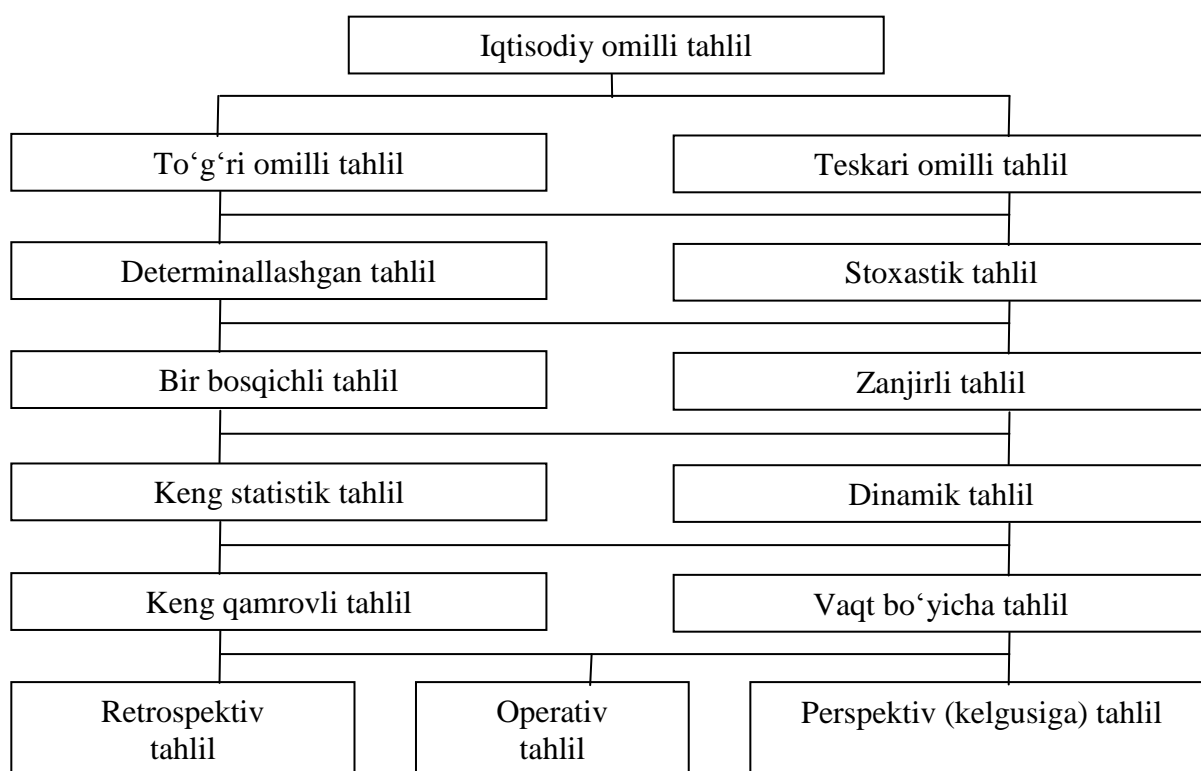 Iqtisodiy omilli tahlil
To‘g‘ri omilli tahlil
Teskari omilli tahlil
Determinallashgan tahlil
Stoxastik tahlil
Bir bosqichli tahlil
Zanjirli tahlil
Keng statistik tahlil
Dinamik tahlil
Keng qamrovli tahlil
Vaqt bo‘yicha tahlil
Retrospektiv
tahlil
Operativ
tahlil
Perspektiv (kelgusiga) tahlil